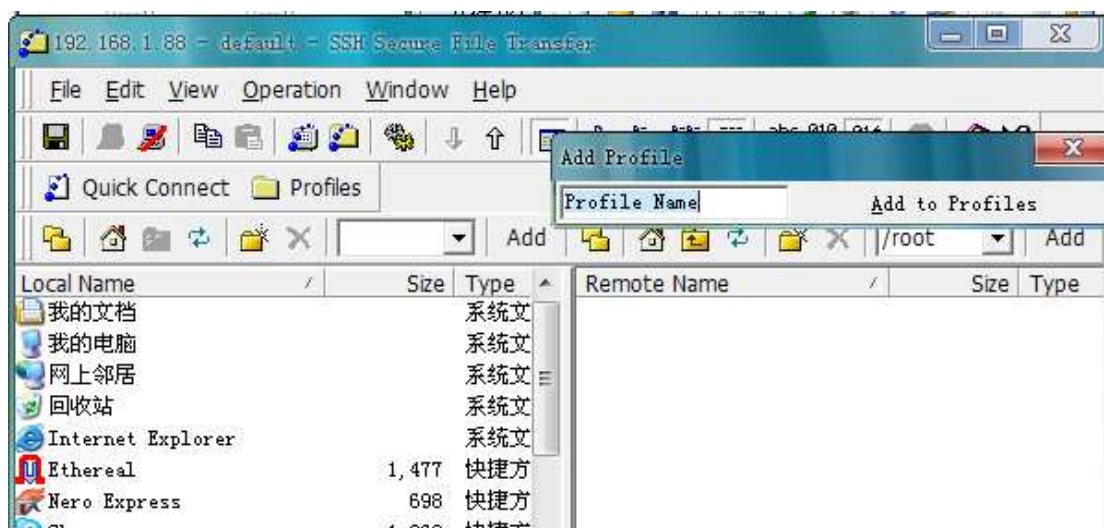 192.168.1.88 - default - SSH Secure File Transfer
File Edit View Operation Window Help
Add Profile
Quick Connect Profiles
Profile Name Add to Profiles
Add /root Add
Local Name / Size Type Remote Name / Size Type
我的文档 系统文
我的电脑 系统文
网上邻居 系统文
回收站 系统文
Internet Explorer 系统文
Ethereal 1,477 快捷方
Nero Express 698 快捷方